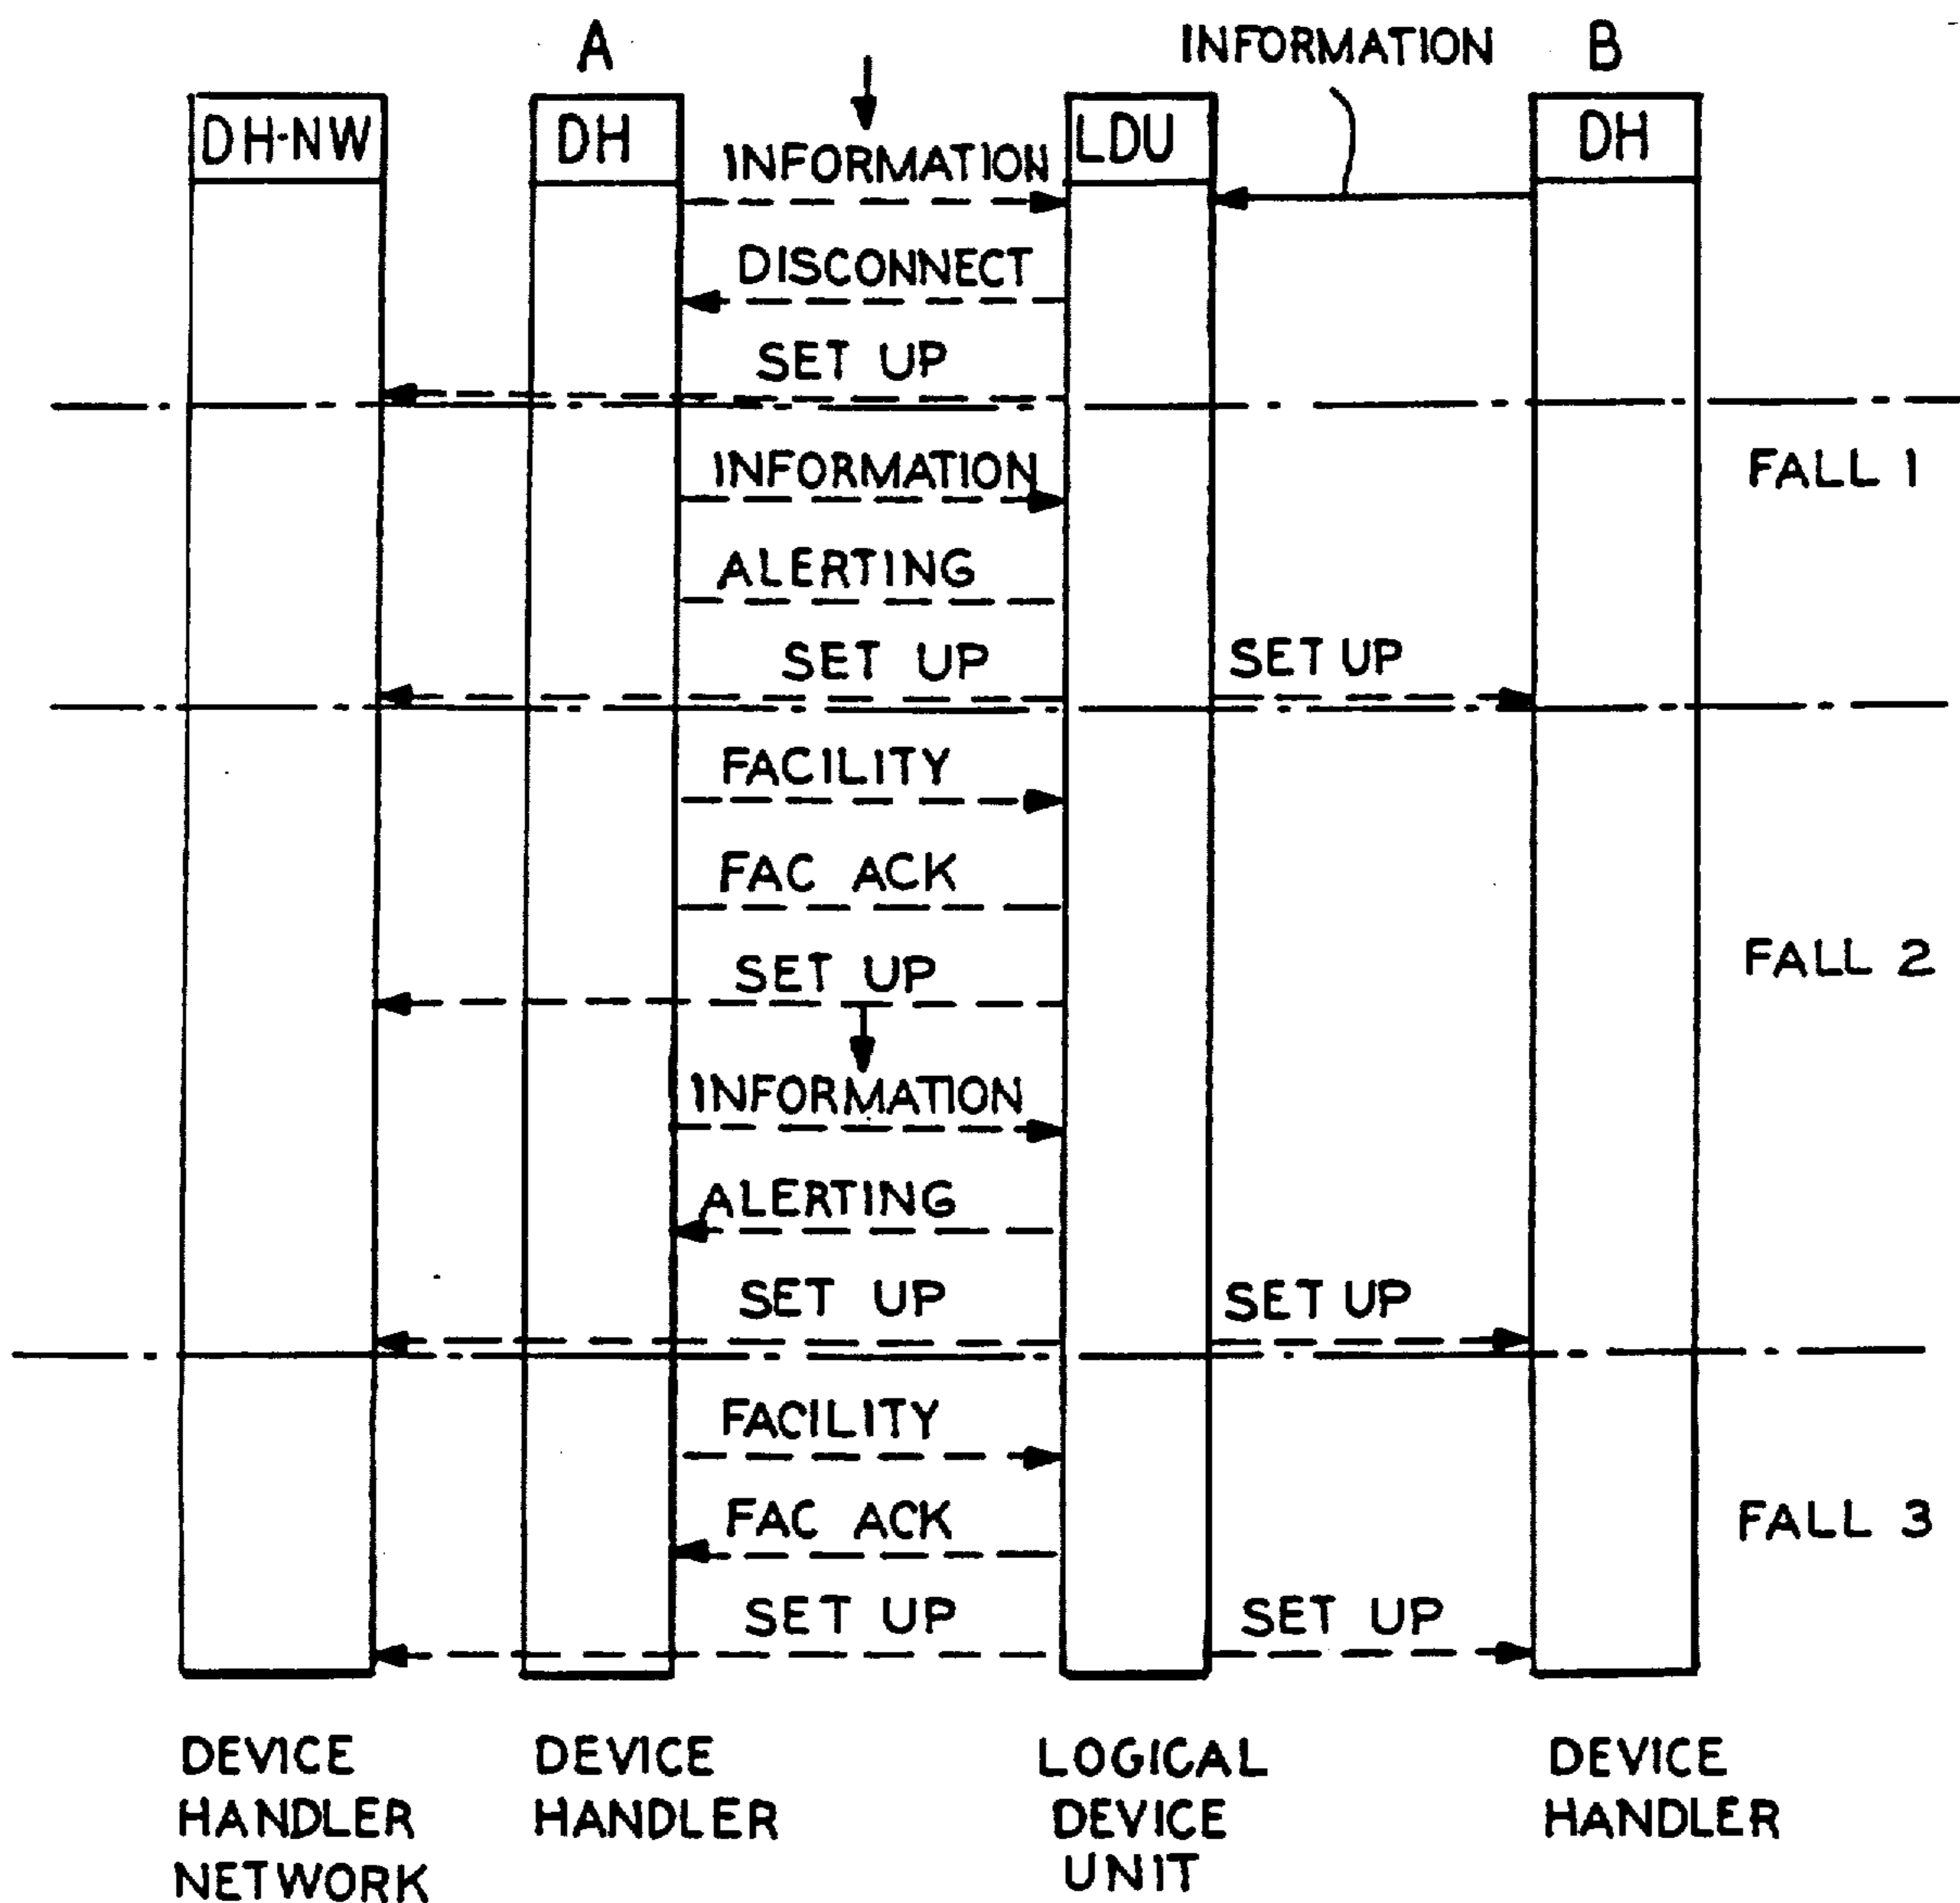 A
INFORMATION
B
DH-NW
DH
LDU
DH
INFORMATION
DISCONNECT
SET UP
INFORMATION
FALL 1
ALERTING
SET UP
SET UP
FACILITY
FAC ACK
FALL 2
SET UP
INFORMATION
ALERTING
SET UP
SET UP
FACILITY
FAC ACK
FALL 3
SET UP
SET UP
DEVICE
HANDLER
NETWORK
DEVICE
HANDLER
LOGICAL
DEVICE
UNIT
DEVICE
HANDLER